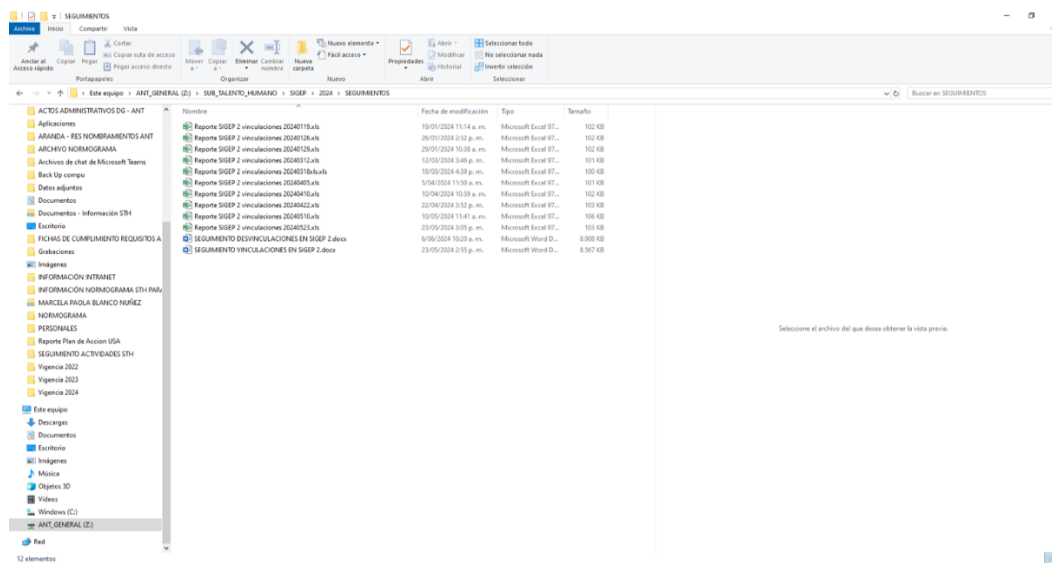 SEGUIMIENTOS
Archivo Inicio Compartir Vista
Anclar al Acceso rápido
Copiar
Pegar
Cortar
Copiar ruta de acceso
Pegar acceso directo
Portapapeles
Mover a
Copiar a
Eliminar
Cambiar nombre
Organizar
Nueva carpeta
Nuevo elemento
Fácil acceso
Nuevo
Propiedades
Abrir
Modificar
Historial
Abrir
Seleccionar todo
No seleccionar nada
Invertir selección
Seleccionar
Este equipo > ANT_GENERAL (Z:) > SUB_TALENTO_HUMANO > SIGEP > 2024 > SEGUIMIENTOS
Buscar en SEGUIMIENTOS
ACTOS ADMINISTRATIVOS DG - ANT
Aplicaciones
ARANDA - RES NOMBRAMIENTOS ANT
ARCHIVO NORMOGRAMA
Archivos de chat de Microsoft Teams
Back Up compu
Datos adjuntos
Documentos
Documentos - Información STH
Escritorio
FICHAS DE CUMPLIMIENTO REQUISITOS A
Grabaciones
Imágenes
INFORMACIÓN INTRANET
INFORMACIÓN NORMOGRAMA STH PARA
MARCELA PAOLA BLANCO NUÑEZ
NORMOGRAMA
PERSONALES
Reporte Plan de Accion USA
SEGUIMIENTO ACTIVIDADES STH
Vigencia 2022
Vigencia 2023
Vigencia 2024
Este equipo
Descargas
Documentos
Escritorio
Imágenes
Música
Objetos 3D
Vídeos
Windows (C:)
ANT_GENERAL (Z:)
Red
Nombre Fecha de modificación Tipo Tamaño
Reporte SIGEP 2 vinculaciones 20240119.xls 19/01/2024 11:14 a. m. Microsoft Excel 97... 102 KB
Reporte SIGEP 2 vinculaciones 20240126.xls 26/01/2024 2:52 p. m. Microsoft Excel 97... 102 KB
Reporte SIGEP 2 vinculaciones 20240129.xls 29/01/2024 10:38 a. m. Microsoft Excel 97... 102 KB
Reporte SIGEP 2 vinculaciones 20240312.xls 12/03/2024 3:46 p. m. Microsoft Excel 97... 101 KB
Reporte SIGEP 2 vinculaciones 20240318xls.xls 18/03/2024 4:39 p. m. Microsoft Excel 97... 100 KB
Reporte SIGEP 2 vinculaciones 20240405.xls 5/04/2024 11:50 a. m. Microsoft Excel 97... 101 KB
Reporte SIGEP 2 vinculaciones 20240410.xls 10/04/2024 10:59 a. m. Microsoft Excel 97... 102 KB
Reporte SIGEP 2 vinculaciones 20240422.xls 22/04/2024 3:52 p. m. Microsoft Excel 97... 103 KB
Reporte SIGEP 2 vinculaciones 20240510.xls 10/05/2024 11:41 a. m. Microsoft Excel 97... 106 KB
Reporte SIGEP 2 vinculaciones 20240523.xls 23/05/2024 3:05 p. m. Microsoft Excel 97... 103 KB
SEGUIMIENTO DESVINCULACIONES EN SIGEP 2.docx 6/06/2024 10:20 a. m. Microsoft Word D... 8.908 KB
SEGUIMIENTO VINCULACIONES EN SIGEP 2.docx 23/05/2024 2:55 p. m. Microsoft Word D... 8.567 KB
Seleccione el archivo del que desea obtener la vista previa.
12 elementos